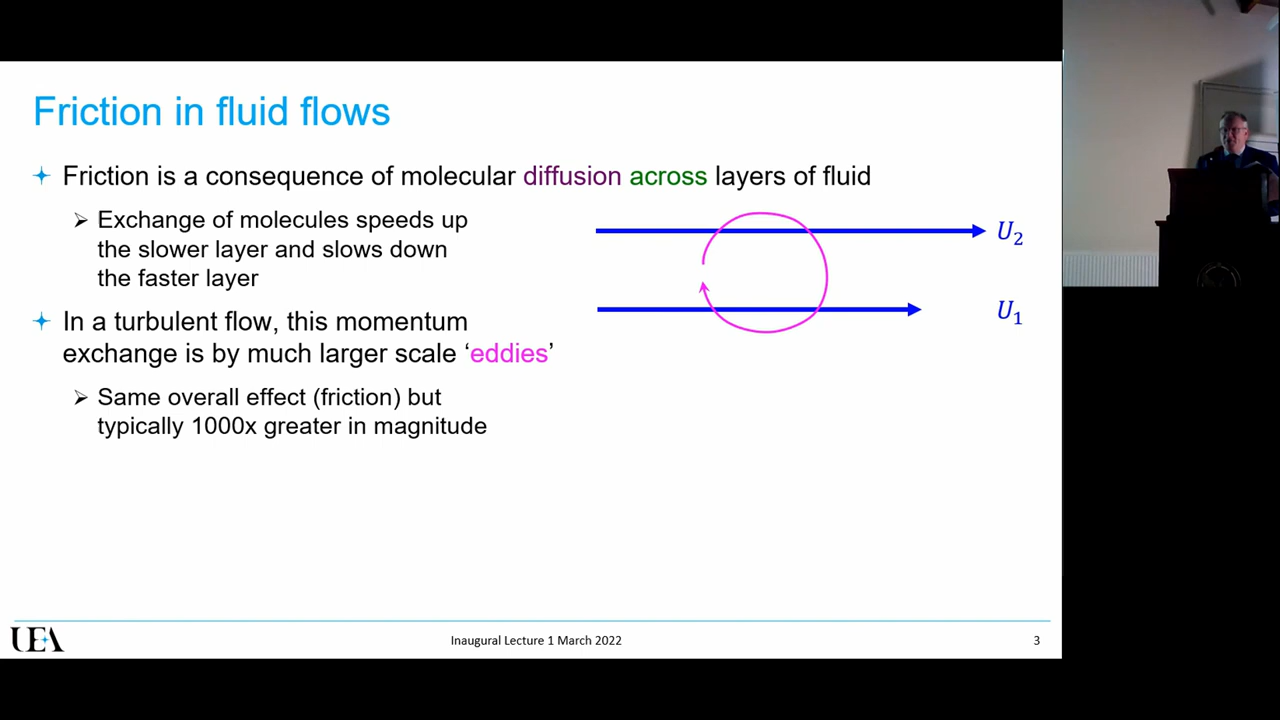 Friction in fluid flows
Friction is a consequence of molecular diffusion across layers of fluid
Exchange of molecules speeds up
the slower layer and slows down
the faster layer
U₂
U₁
In a turbulent flow, this momentum
exchange is by much larger scale ‘eddies’
Same overall effect (friction) but
typically 1000x greater in magnitude
UEA
Inaugural Lecture 1 March 2022
3